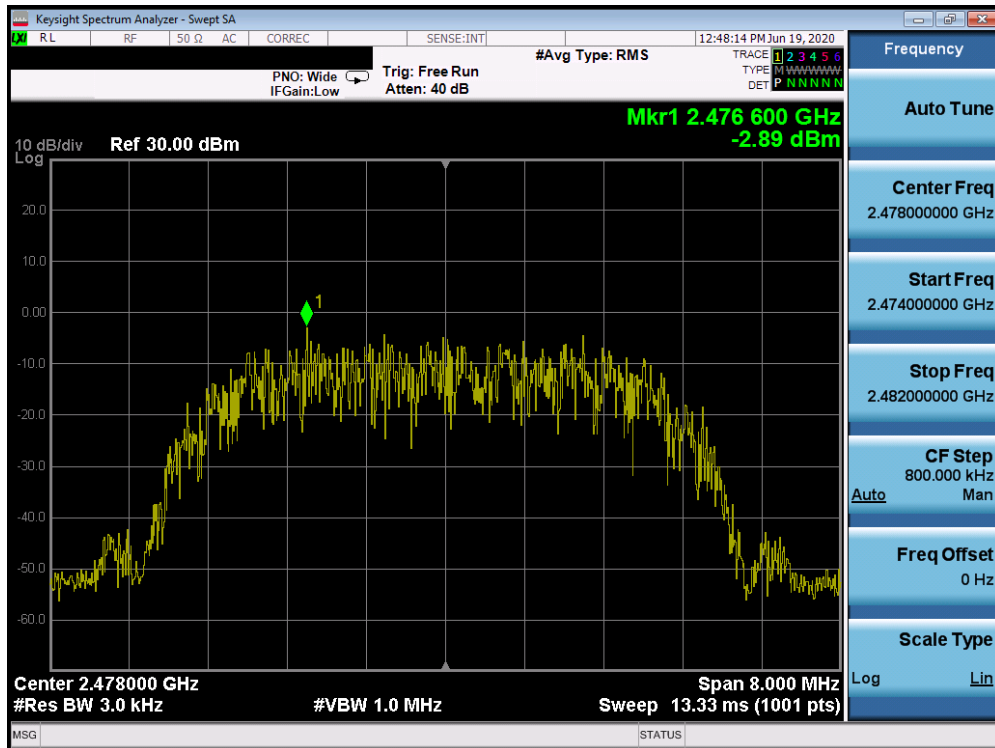 Keysight Spectrum Analyzer - Swept SA
LXI RL RF 50 Ω AC CORREC SENSE:INT 12:48:14 PM Jun 19, 2020
#Avg Type: RMS
TRACE 1 2 3 4 5 6
TYPE M W W W W W
DET P N N N N N
PNO: Wide
IFGain:Low
Trig: Free Run
Atten: 40 dB
Mkr1 2.476 600 GHz
-2.89 dBm
10 dB/div
Log
Ref 30.00 dBm
20.0
10.0
0.00
-10.0
-20.0
-30.0
-40.0
-50.0
-60.0
1
Center 2.478000 GHz
#Res BW 3.0 kHz
#VBW 1.0 MHz
Span 8.000 MHz
Sweep 13.33 ms (1001 pts)
MSG
STATUS
Frequency
Auto Tune
Center Freq
2.478000000 GHz
Start Freq
2.474000000 GHz
Stop Freq
2.482000000 GHz
CF Step
800.000 kHz
Auto Man
Freq Offset
0 Hz
Scale Type
Log Lin